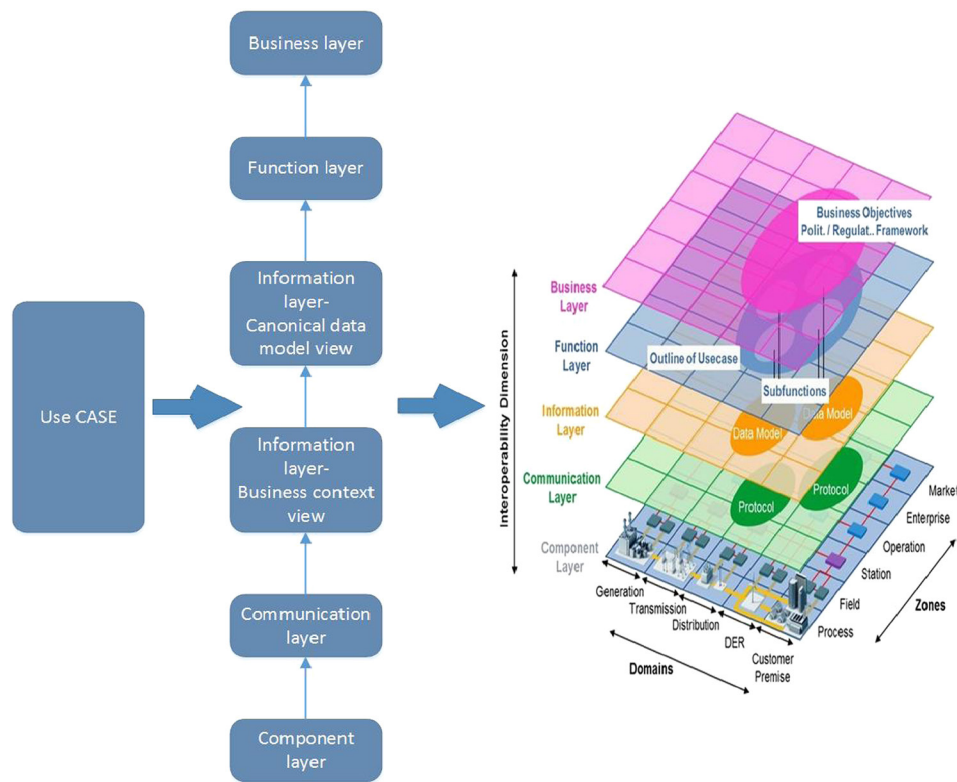 Business layer
Function layer
Information
layer-
Canonical data
model view
Use CASE
Information
layer-
Business context
view
Communication
layer
Component
layer
Interoperability Dimension
Business Objectives
Polit. / Regulat.. Framework
Business
Layer
Function
Layer
Outline of Usecase
Subfunctions
Information
Layer
Data Model
Data Model
Communication
Layer
Protocol
Protocol
Component
Layer
Market
Enterprise
Operation
Station
Field
Process
Zones
Generation
Transmission
Distribution
DER
Customer
Premise
Domains